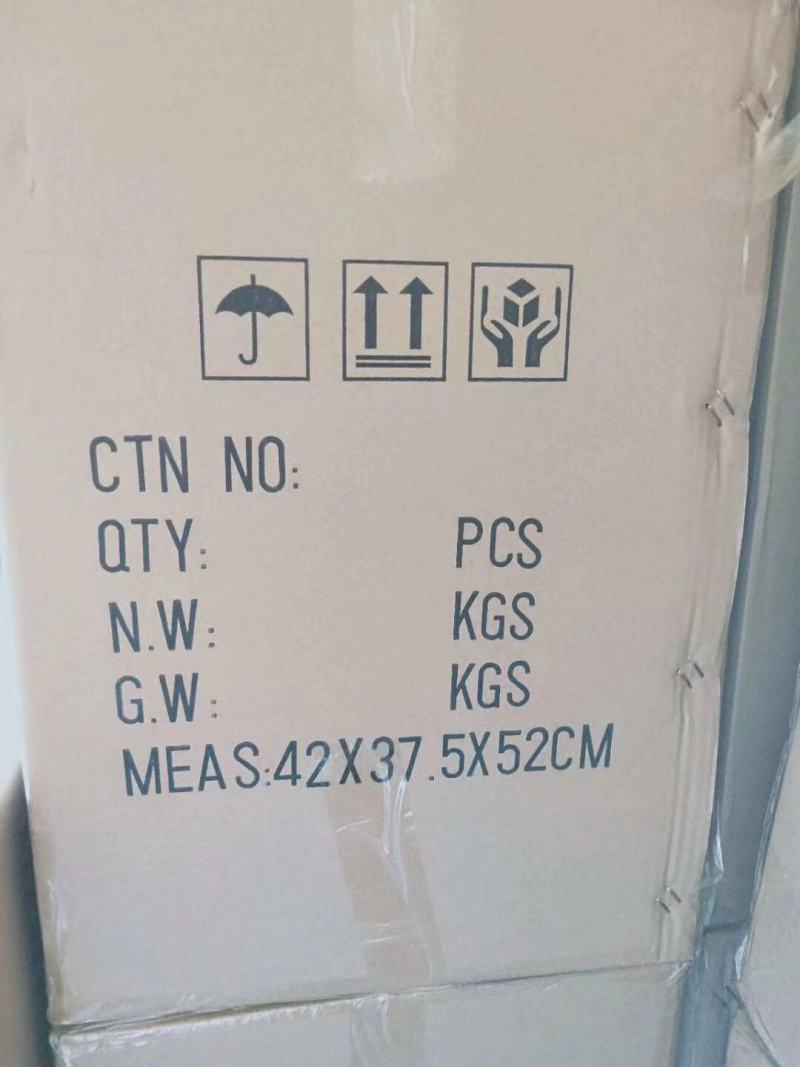 CTN NO:
QTY: PCS
N.W: KGS
G.W: KGS
MEAS:42X37.5X52CM